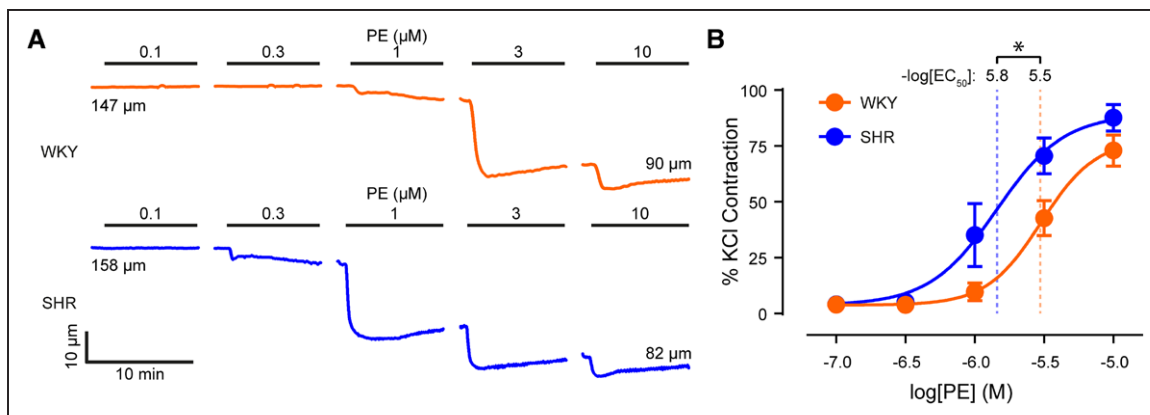 A
PE (µM)
0.1 0.3 1 3 10
147 µm
WKY
90 µm
PE (µM)
0.1 0.3 1 3 10
158 µm
SHR
82 µm
10 µm
10 min
B
*
-log[EC50]: 5.8 5.5
WKY
SHR
% KCl Contraction
100
75
50
25
0
-7.0 -6.5 -6.0 -5.5 -5.0
log[PE] (M)